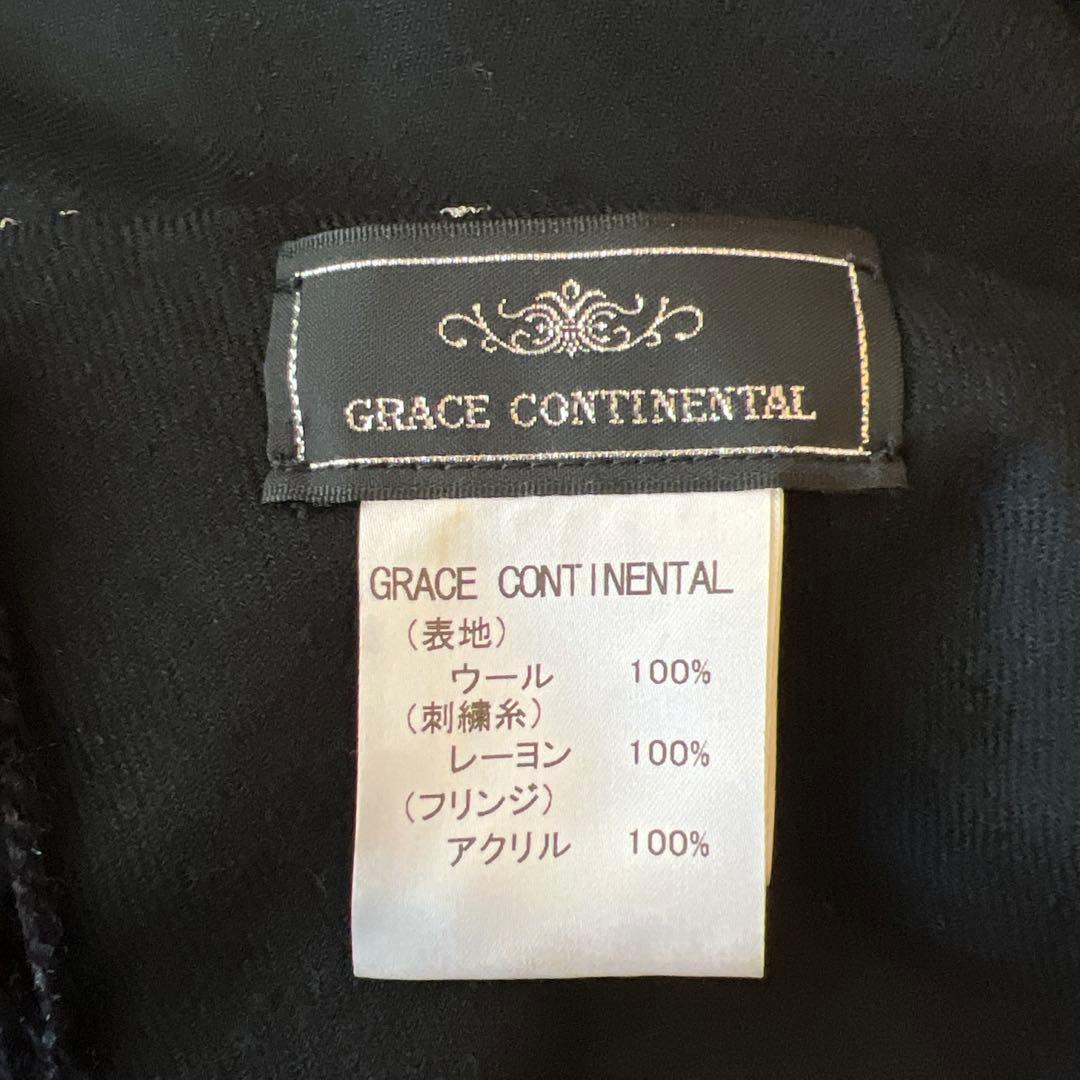 GRACE CONTINENTAL
GRACE CONTINENTAL
(表地)
ウール 100%
(刺繍糸)
レーヨン 100%
(フリンジ)
アクリル 100%